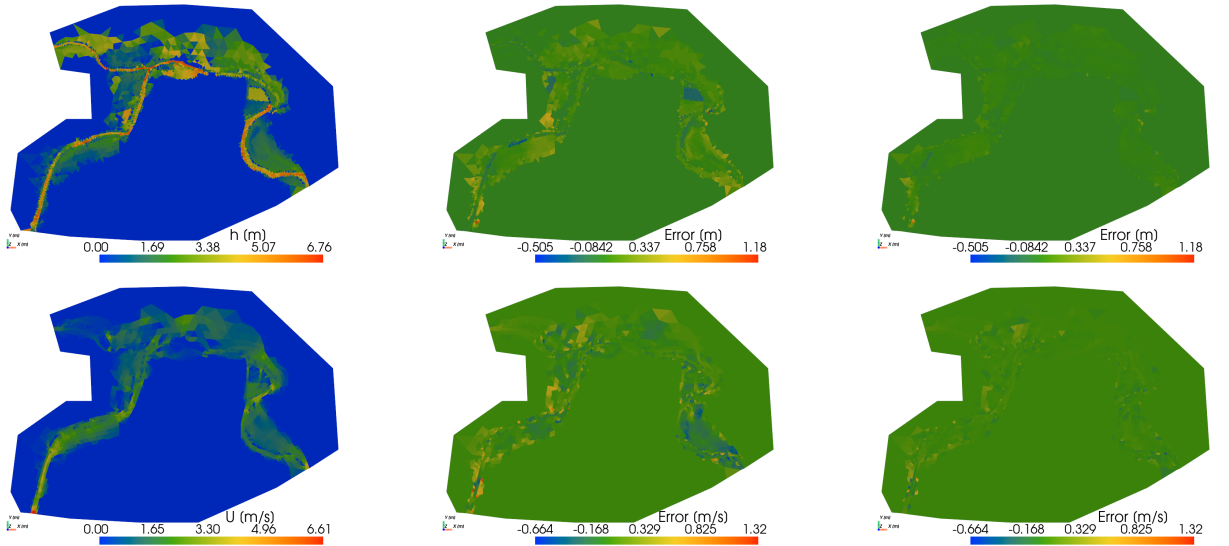 h (m)
0.00 1.69 3.38 5.07 6.76
Y (m)
Z X (m)
Error (m)
-0.505 -0.0842 0.337 0.758 1.18
Y (m)
Z X (m)
Error (m)
-0.505 -0.0842 0.337 0.758 1.18
Y (m)
Z X (m)
U (m/s)
0.00 1.65 3.30 4.96 6.61
Y (m)
Z X (m)
Error (m/s)
-0.664 -0.168 0.329 0.825 1.32
Y (m)
Z X (m)
Error (m/s)
-0.664 -0.168 0.329 0.825 1.32
Y (m)
Z X (m)